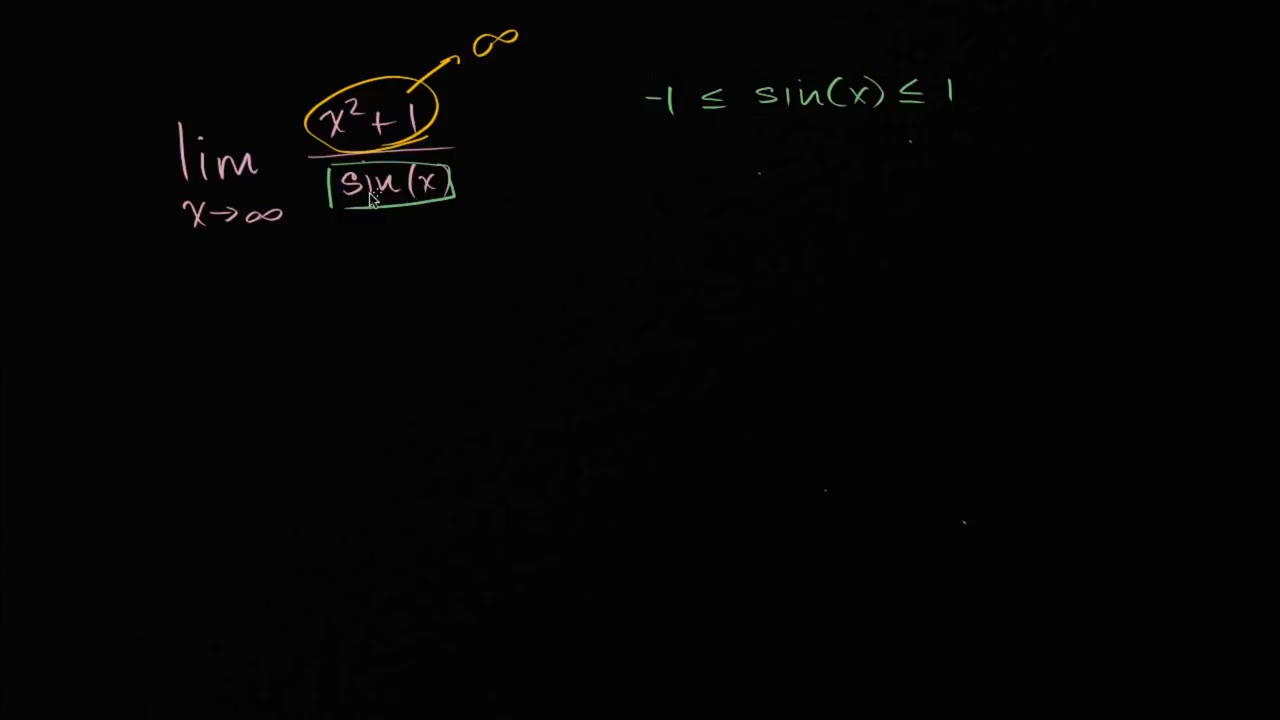 lim x→∞ (x² + 1) / sin(x) → ∞
-1 ≤ sin(x) ≤ 1